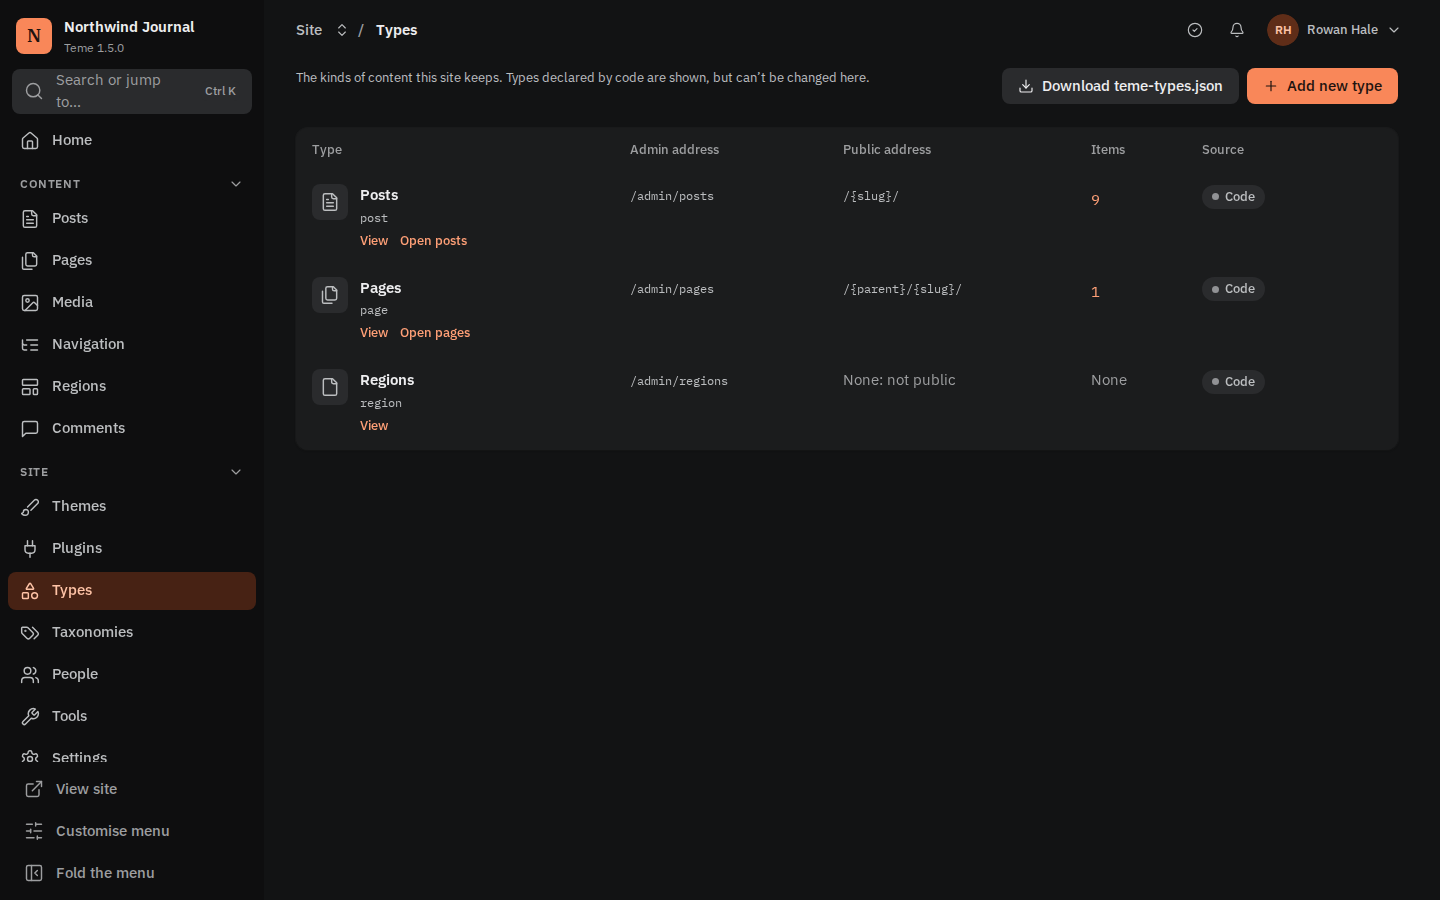 N
Northwind Journal
Teme 1.5.0
Search or jump to...
Ctrl K
Home
CONTENT
Posts
Pages
Media
Navigation
Regions
Comments
SITE
Themes
Plugins
Types
Taxonomies
People
Tools
Settings
View site
Customise menu
Fold the menu
Site / Types
RH Rowan Hale
The kinds of content this site keeps. Types declared by code are shown, but can’t be changed here.
Download teme-types.json
Add new type
Type Admin address Public address Items Source
Posts /admin/posts /{slug}/ 9 Code
post
View Open posts
Pages /admin/pages /{parent}/{slug}/ 1 Code
page
View Open pages
Regions /admin/regions None: not public None Code
region
View